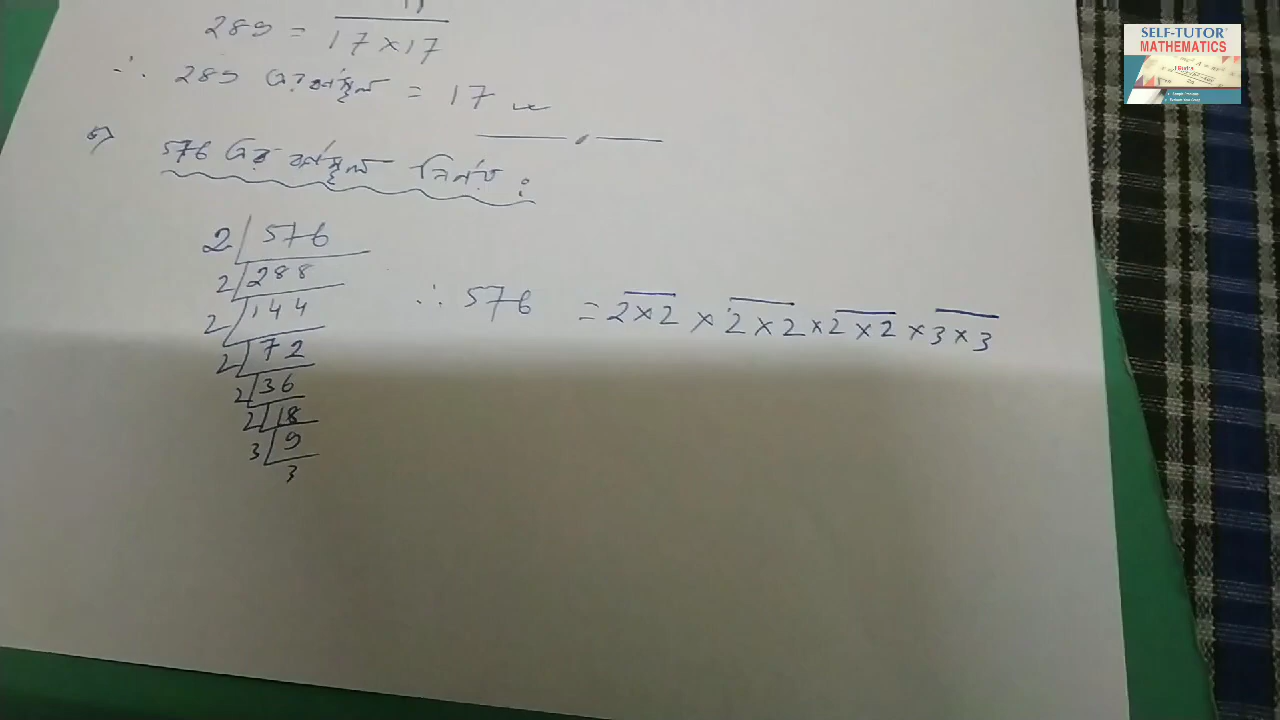 289 = 17 × 17
∴ 289 এর বর্গমূল = 17
৩)
576 এর বর্গমূল নির্ণয় :
2 576
2 288
2 144
2 72
2 36
2 18
3 9
3
∴ 576 = 2 × 2 × 2 × 2 × 2 × 2 × 3 × 3
SELF-TUTOR
MATHEMATICS